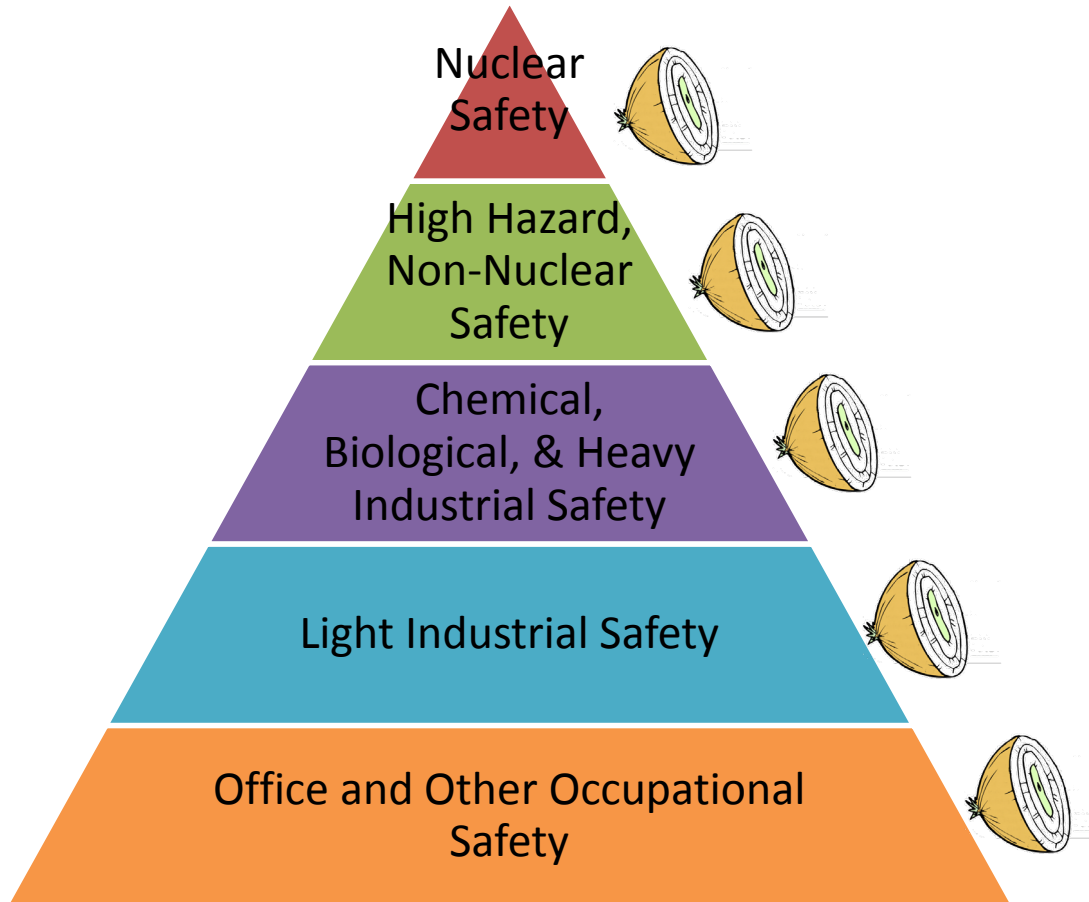 Nuclear
Safety
High Hazard,
Non-Nuclear
Safety
Chemical,
Biological, & Heavy
Industrial Safety
Light Industrial Safety
Office and Other Occupational
Safety